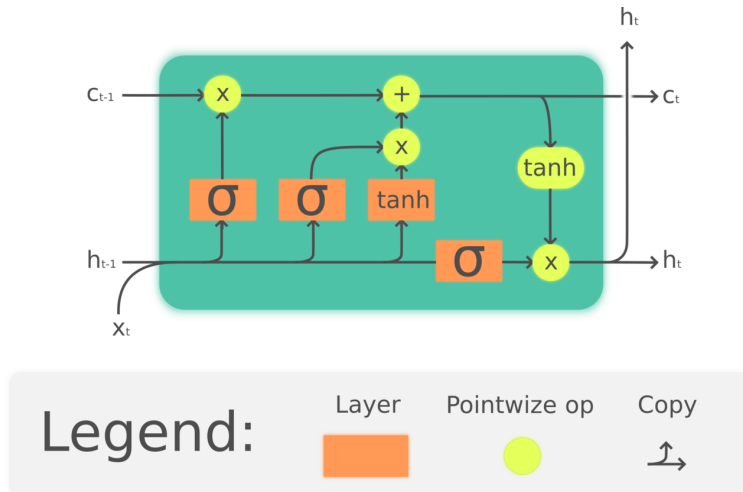 hₜ
cₜ₋₁ x + cₜ
x tanh
σ σ tanh
hₜ₋₁ σ x hₜ
xₜ
Legend: Layer Pointwize op Copy